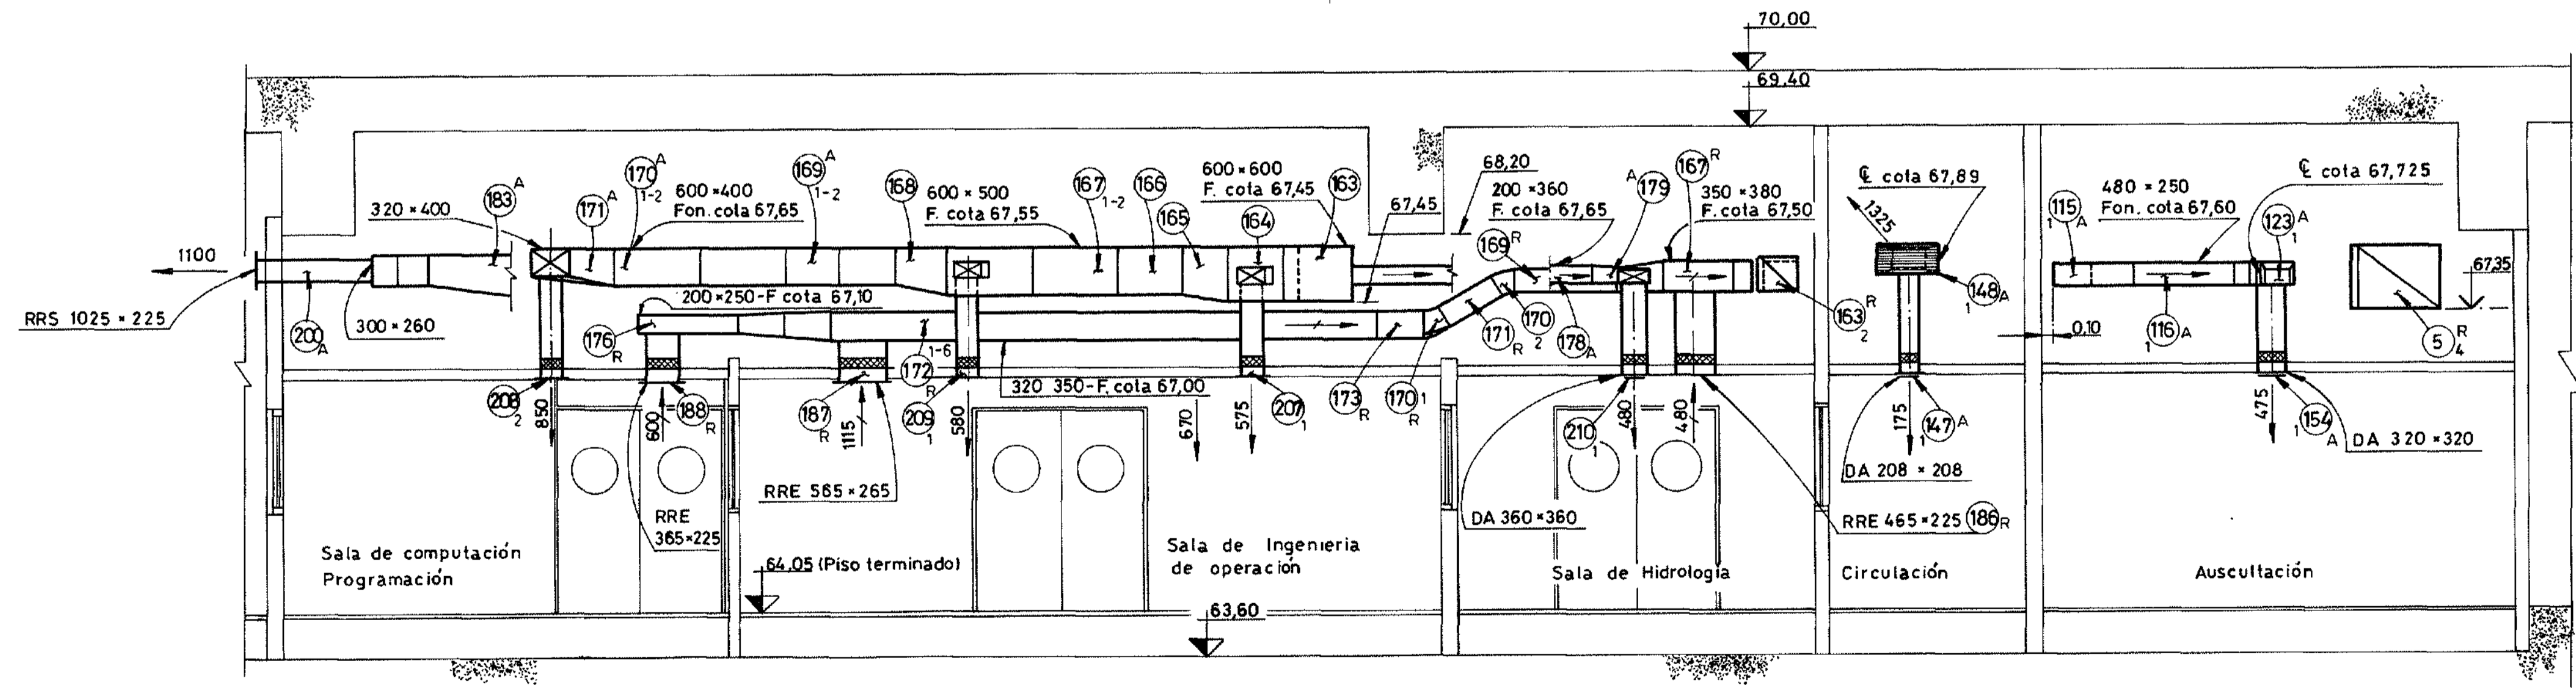 70,00
69,40
183 A
170 A
1-2
600×400
Fon. cota 67,65
169 A
1-2
168
600×500
F. cota 67,55
167
1-2
166
600×600
F. cota 67,45
163
68,20
200×360
F. cota 67,65
A 179
167 R
350×380
F. cota 67,50
℄ cota 67,89
480×250
Fon. cota 67,60
℄ cota 67,725
320×400
171 A
165
164
67,45
169 R
1325
1 115 A
123 A
1
1100
200×250-F cota 67,10
67,35
RRS 1025×225
200 A
300×260
176 R
172 R
1-6
171 R
170
2
178 A
163 R
2
148 A
1
0,10
116 A
1
5 R
4
320 350-F. cota 67,00
208
2
850
600
188 R
187 R
1115
209
1
580
670
575
207
1
173 R
170 1
R
210
1
480
480
175
147 A
1
475
154 A
1
DA 320×320
RRE 565×265
DA 208×208
RRE
365×225
DA 360×360
RRE 465×225 186 R
Sala de computación
Programación
64,05 (Piso terminado)
Sala de Ingenieria
de operación
Sala de Hidrología
Circulación
Auscultación
63,60